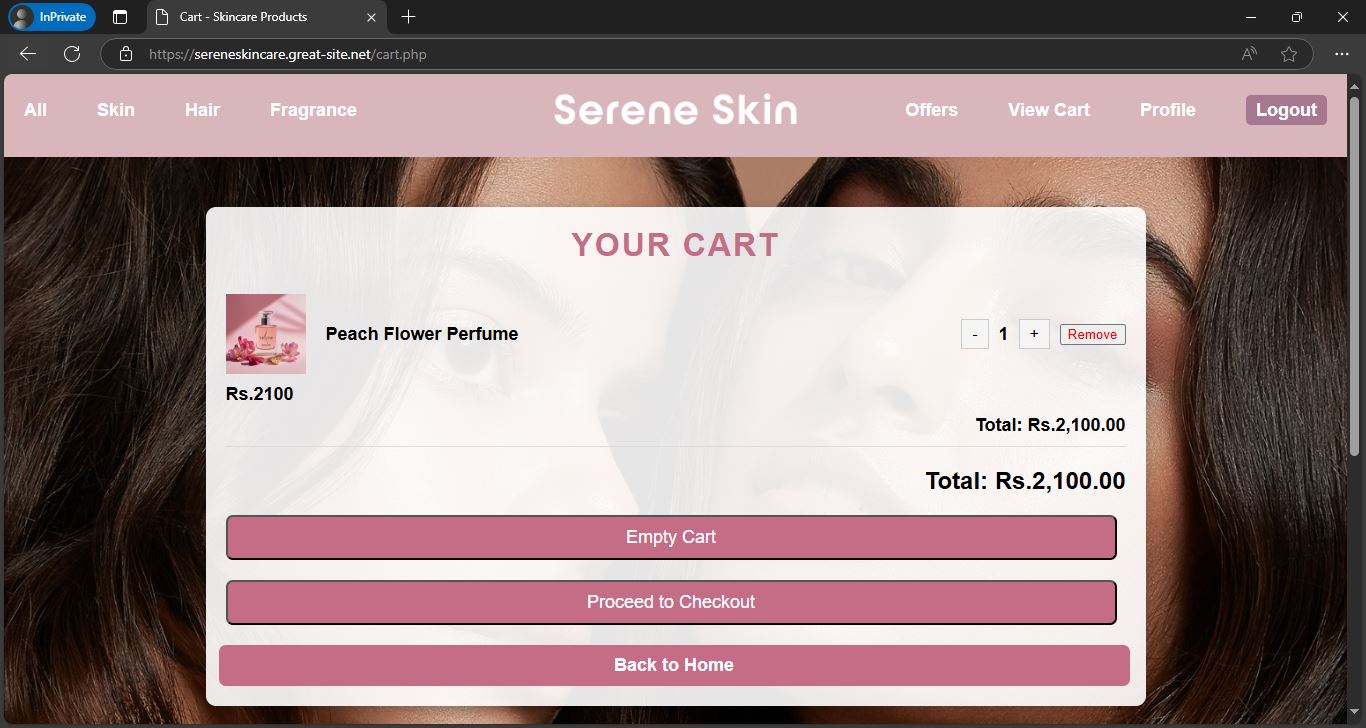 InPrivate
Cart - Skincare Products
https://sereneskincare.great-site.net/cart.php
All Skin Hair Fragrance Serene Skin Offers View Cart Profile Logout
YOUR CART
Peach Flower Perfume - 1 + Remove
Rs.2100
Total: Rs.2,100.00
Total: Rs.2,100.00
Empty Cart
Proceed to Checkout
Back to Home